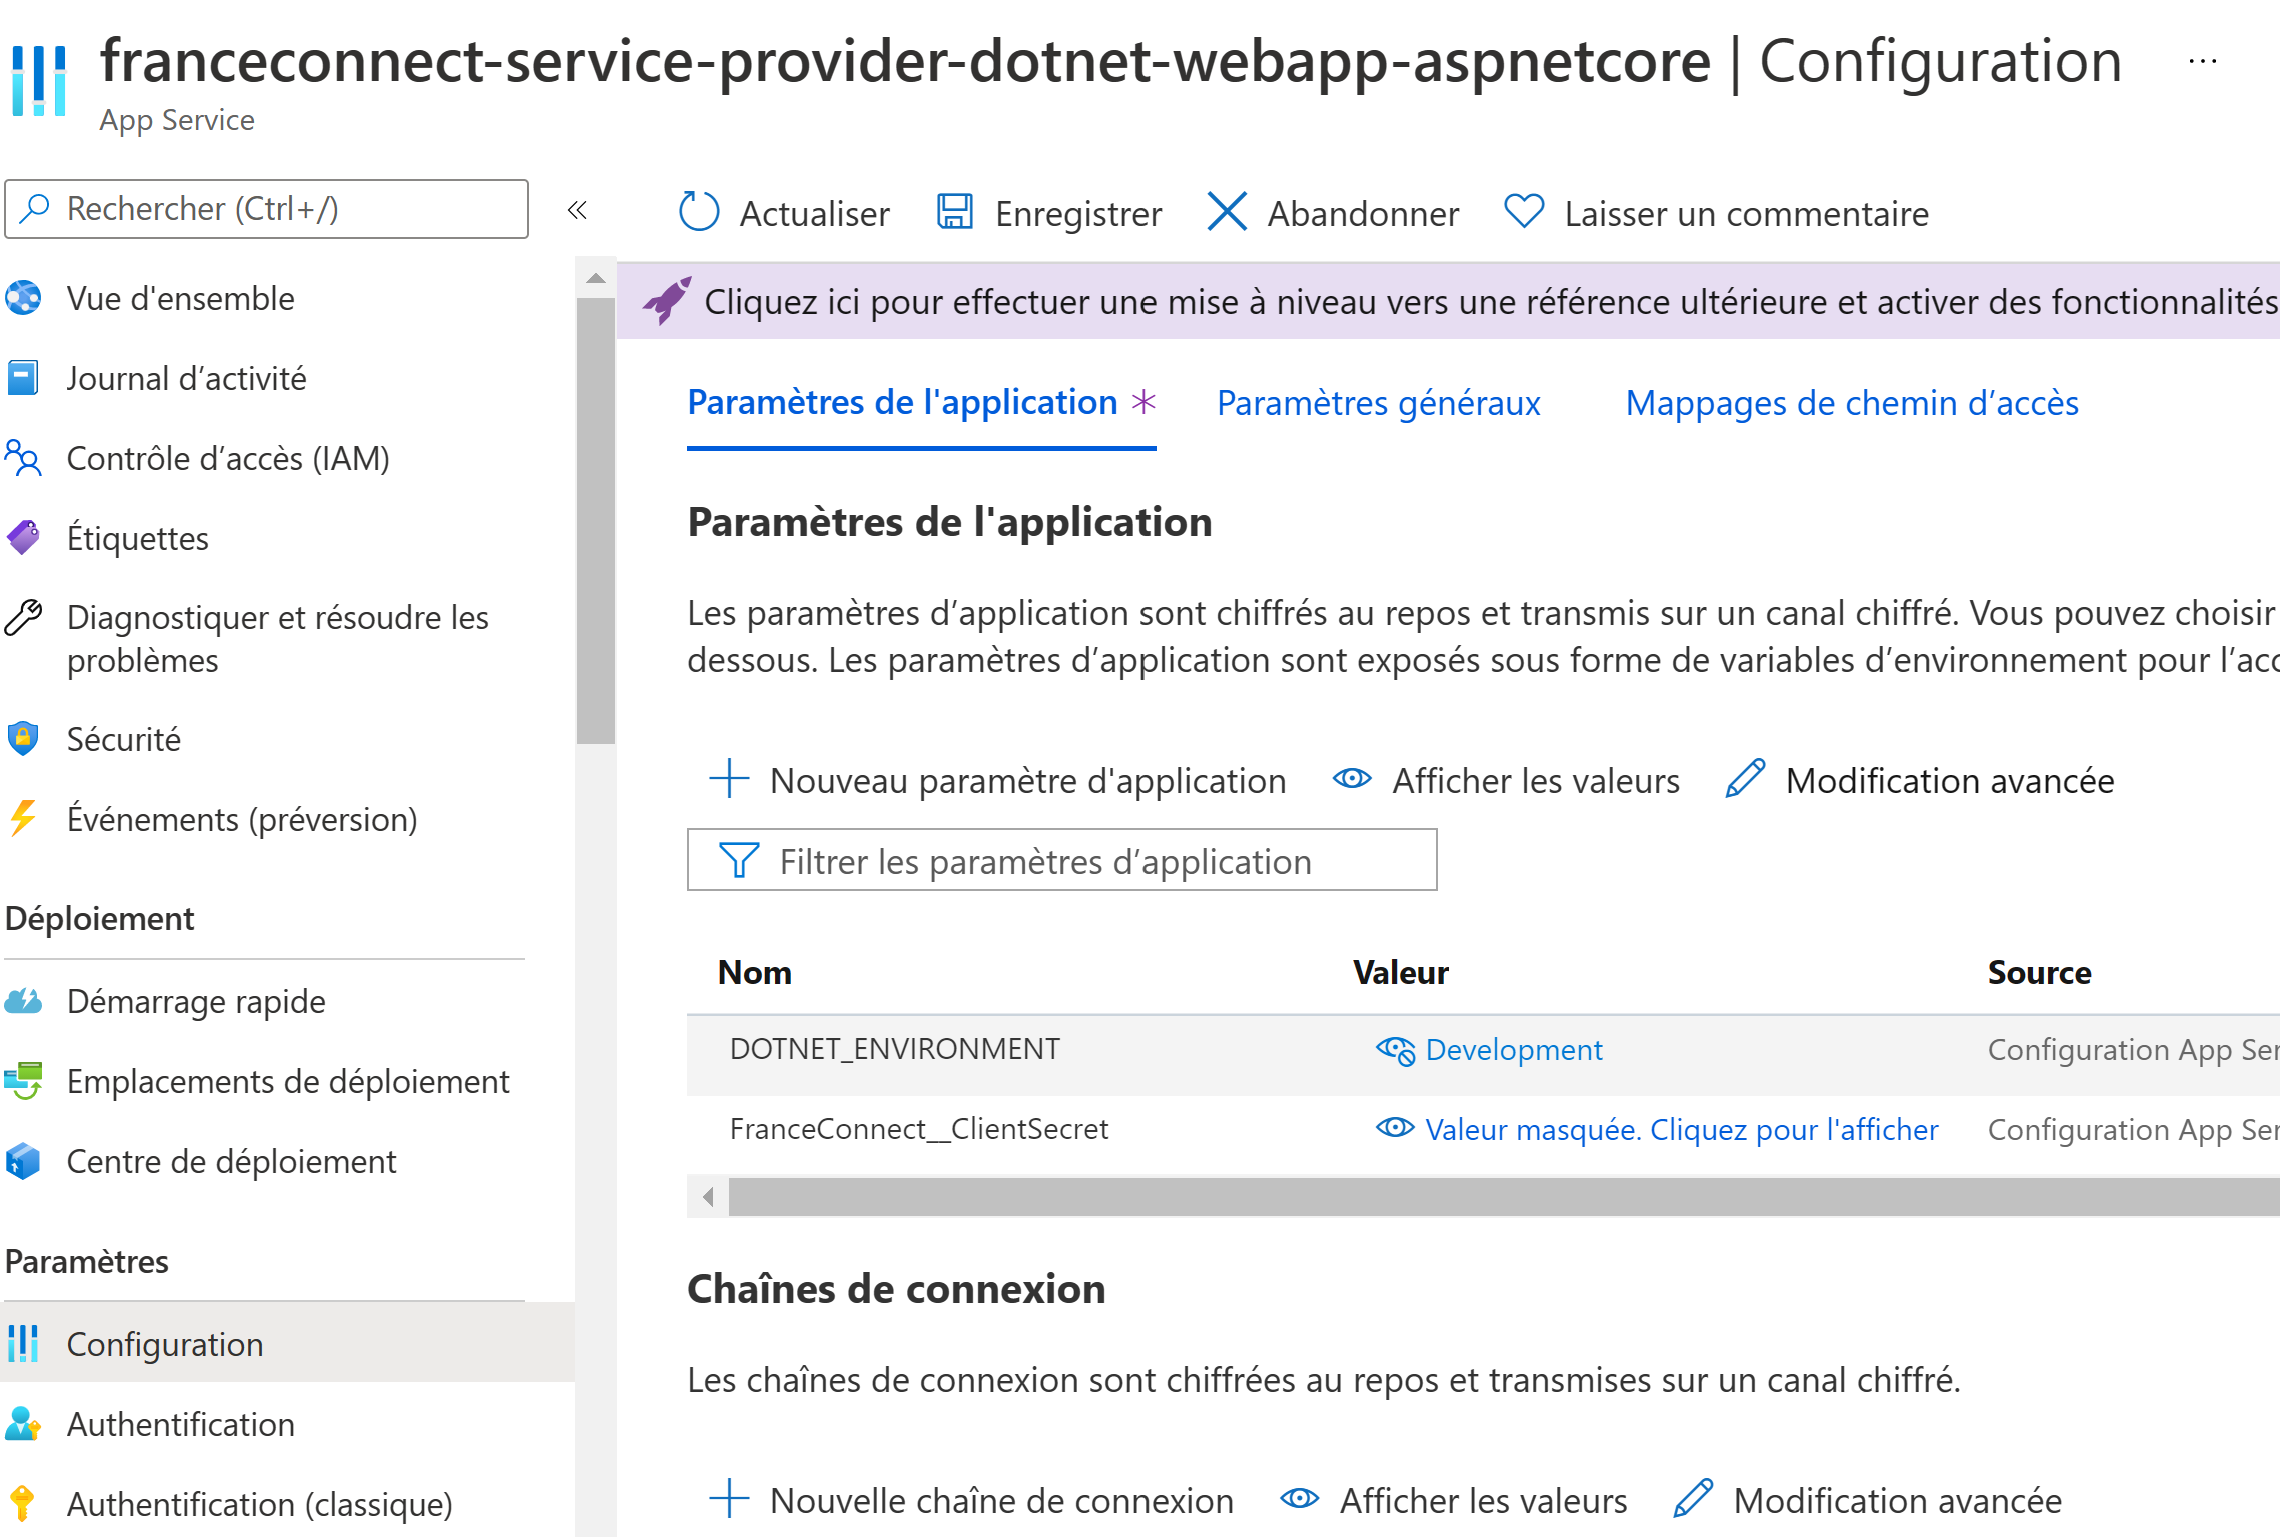 franceconnect-service-provider-dotnet-webapp-aspnetcore | Configuration ...
App Service
Rechercher (Ctrl+/)
«
Actualiser
Enregistrer
Abandonner
Laisser un commentaire
Vue d'ensemble
Journal d’activité
Contrôle d’accès (IAM)
Étiquettes
Diagnostiquer et résoudre les
problèmes
Sécurité
Événements (préversion)
Déploiement
Démarrage rapide
Emplacements de déploiement
Centre de déploiement
Paramètres
Configuration
Authentification
Authentification (classique)
Cliquez ici pour effectuer une mise à niveau vers une référence ultérieure et activer des fonctionnalités
Paramètres de l'application *
Paramètres généraux
Mappages de chemin d’accès
Paramètres de l'application
Les paramètres d’application sont chiffrés au repos et transmis sur un canal chiffré. Vous pouvez choisir
dessous. Les paramètres d’application sont exposés sous forme de variables d’environnement pour
Nouveau paramètre d'application
Afficher les valeurs
Modification avancée
Filtrer les paramètres d’application
Nom Valeur Source
DOTNET_ENVIRONMENT Development Configuration App
FranceConnect__ClientSecret Valeur masquée. Cliquez pour l'afficher Configuration App
Chaînes de connexion
Les chaînes de connexion sont chiffrées au repos et transmises sur un canal chiffré.
Nouvelle chaîne de connexion
Afficher les valeurs
Modification avancée